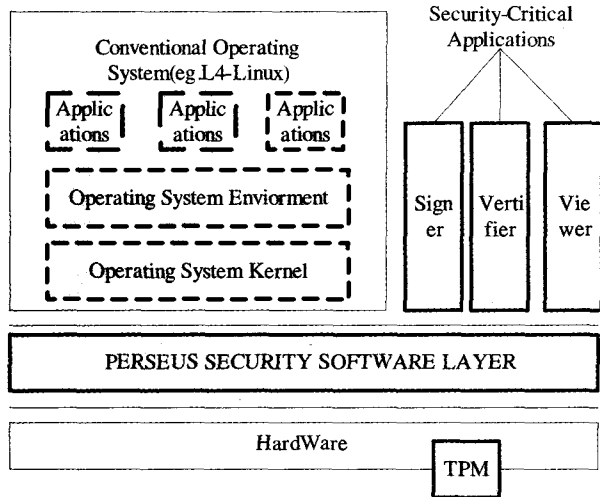 Conventional Operating
System(eg.L4-Linux)
Applic
ations
Applic
ations
Applic
ations
Operating System Enviorment
Operating System Kernel
Security-Critical
Applications
Sign
er
Verti
fier
Vie
wer
PERSEUS SECURITY SOFTWARE LAYER
HardWare
TPM